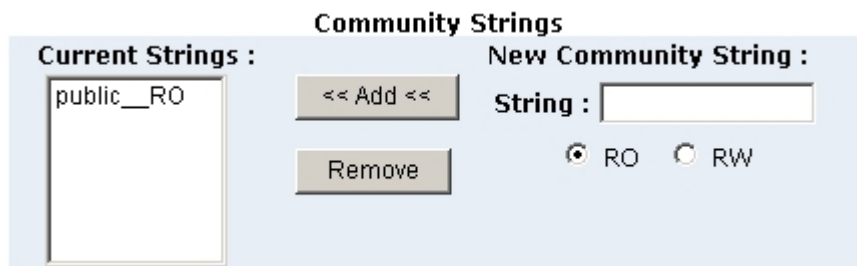 Community Strings
Current Strings :
New Community String :
public__RO
<< Add <<
String :
RO
RW
Remove